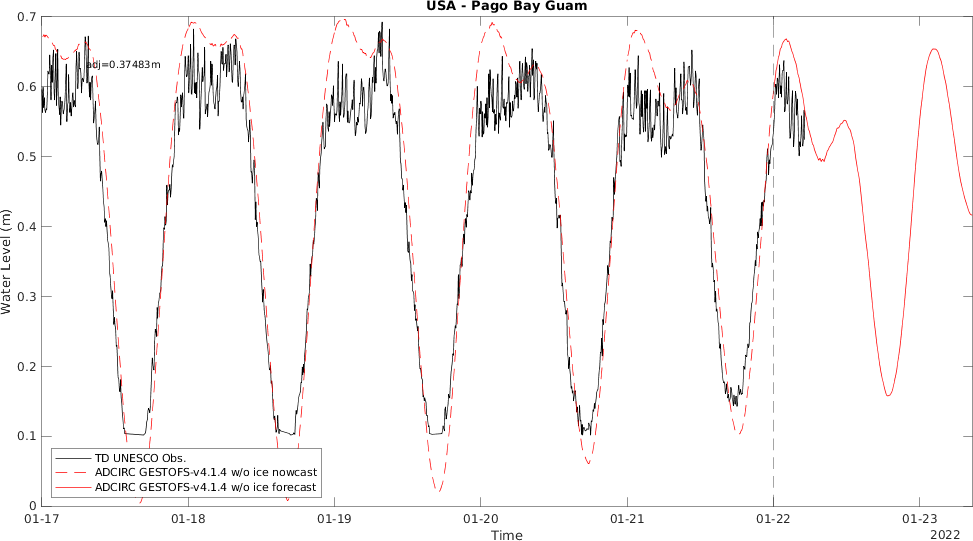 USA - Pago Bay Guam
0.7
0.6
0.5
0.4
0.3
0.2
0.1
0
Water Level (m)
adj=0.37483m
TD UNESCO Obs.
ADCIRC GESTOFS-v4.1.4 w/o ice nowcast
ADCIRC GESTOFS-v4.1.4 w/o ice forecast
01-17 01-18 01-19 01-20 01-21 01-22 01-23
Time
2022